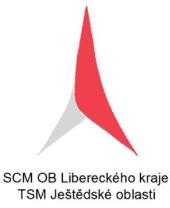 SCM OB Libereckého kraje
TSM Ještědské oblasti